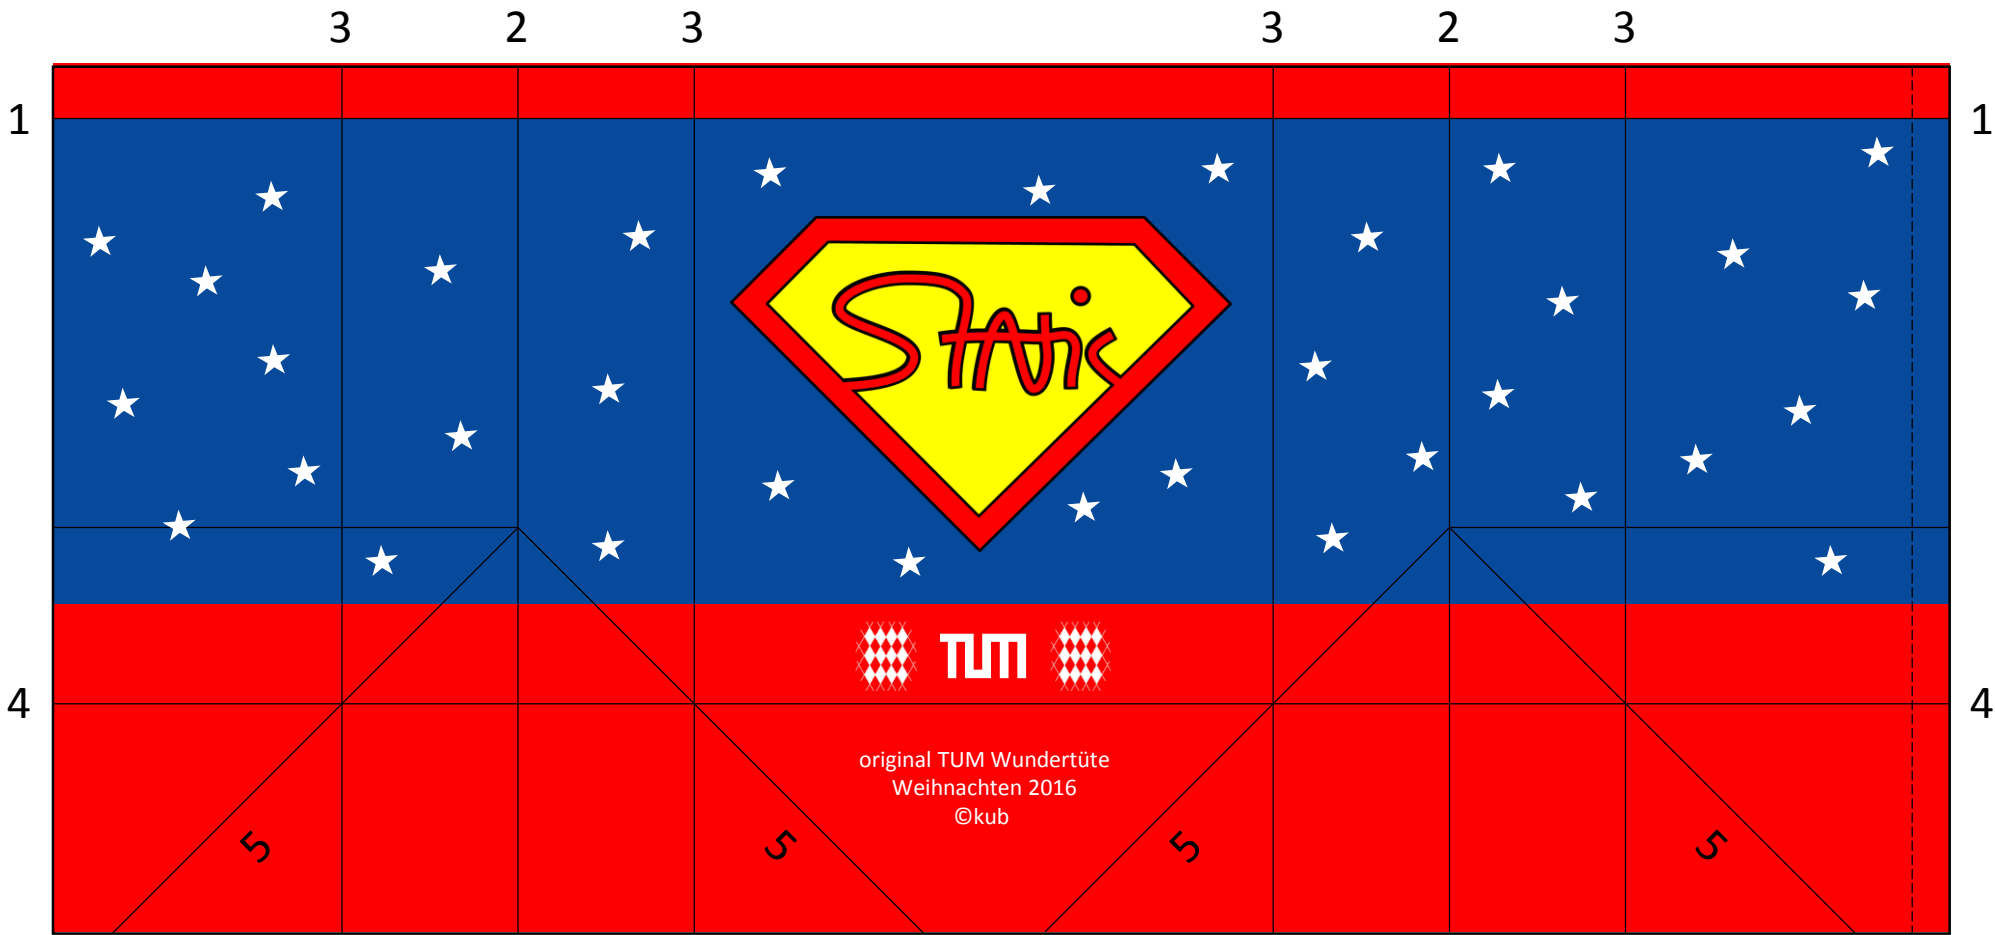 3 2 3 3 2 3
1 1
Static
TUM
4 4
original TUM Wundertüte
Weihnachten 2016
©kub
5 5 5 5